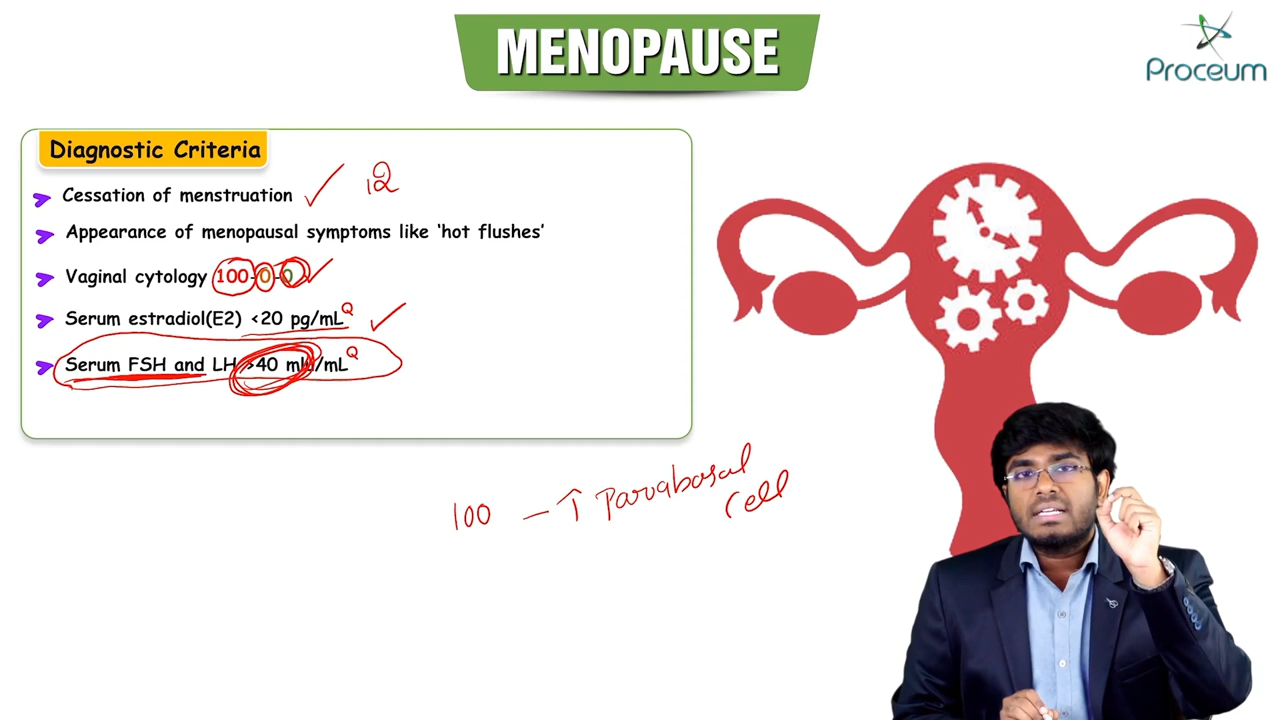 MENOPAUSE
Proceum
Diagnostic Criteria
Cessation of menstruation 12
Appearance of menopausal symptoms like ‘hot flushes’
Vaginal cytology 100-0-0
Serum estradiol(E2) <20 pg/mL Q
Serum FSH and LH >40 mIU/mL Q
100 – ↑ Parabasal
cell